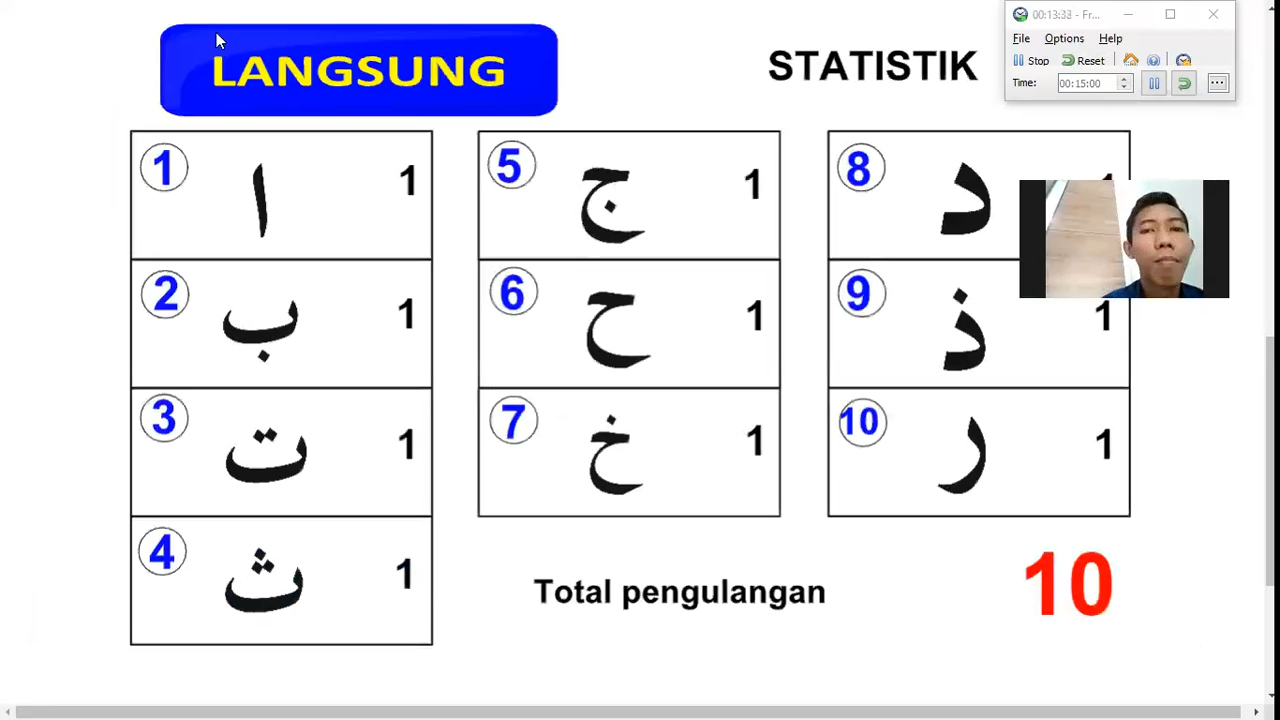 LANGSUNG
STATISTIK
00:13:33 - Fr...
File Options Help
Stop Reset
Time: 00:15:00
1 ا 1
2 ب 1
3 ت 1
4 ث 1
5 ج 1
6 ح 1
7 خ 1
8 د
9 ذ 1
10 ر 1
Total pengulangan 10